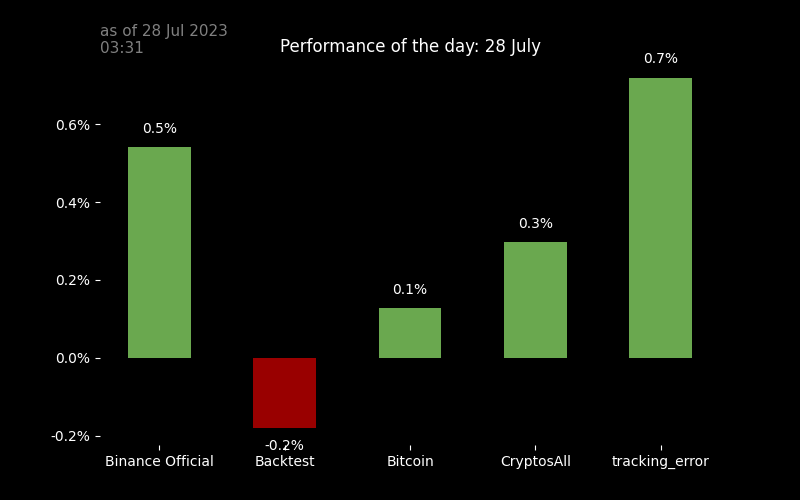 as of 28 Jul 2023
03:31
Performance of the day: 28 July
0.7%
0.6%
0.5%
0.4%
0.3%
0.2%
0.1%
0.0%
-0.2%
-0.2%
Binance Official
Backtest
Bitcoin
CryptosAll
tracking_error